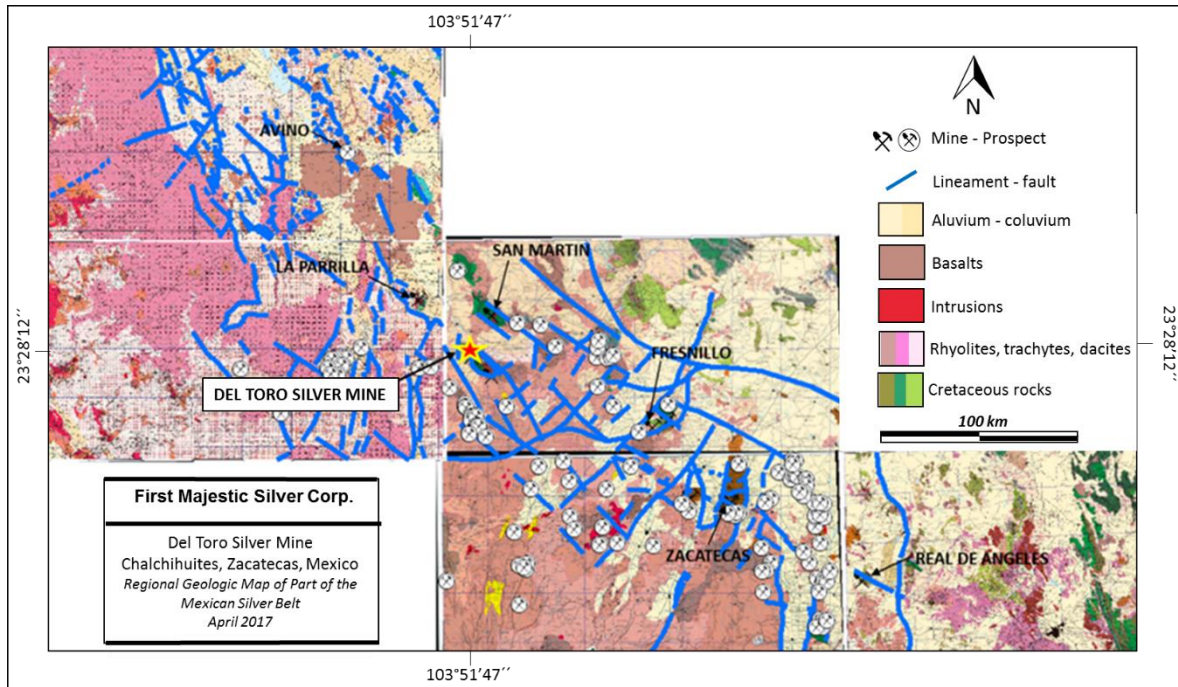 103°51´47´´
N
Mine - Prospect
Lineament - fault
Aluvium - coluvium
Basalts
Intrusions
Rhyolites, trachytes, dacites
Cretaceous rocks
100 km
AVINO
SAN MARTIN
LA PARRILLA
23°28´12´´
23°28´12´´
FRESNILLO
DEL TORO SILVER MINE
ZACATECAS
REAL DE ANGELES
First Majestic Silver Corp.
Del Toro Silver Mine
Chalchihuites, Zacatecas, Mexico
Regional Geologic Map of Part of the
Mexican Silver Belt
April 2017
103°51´47´´